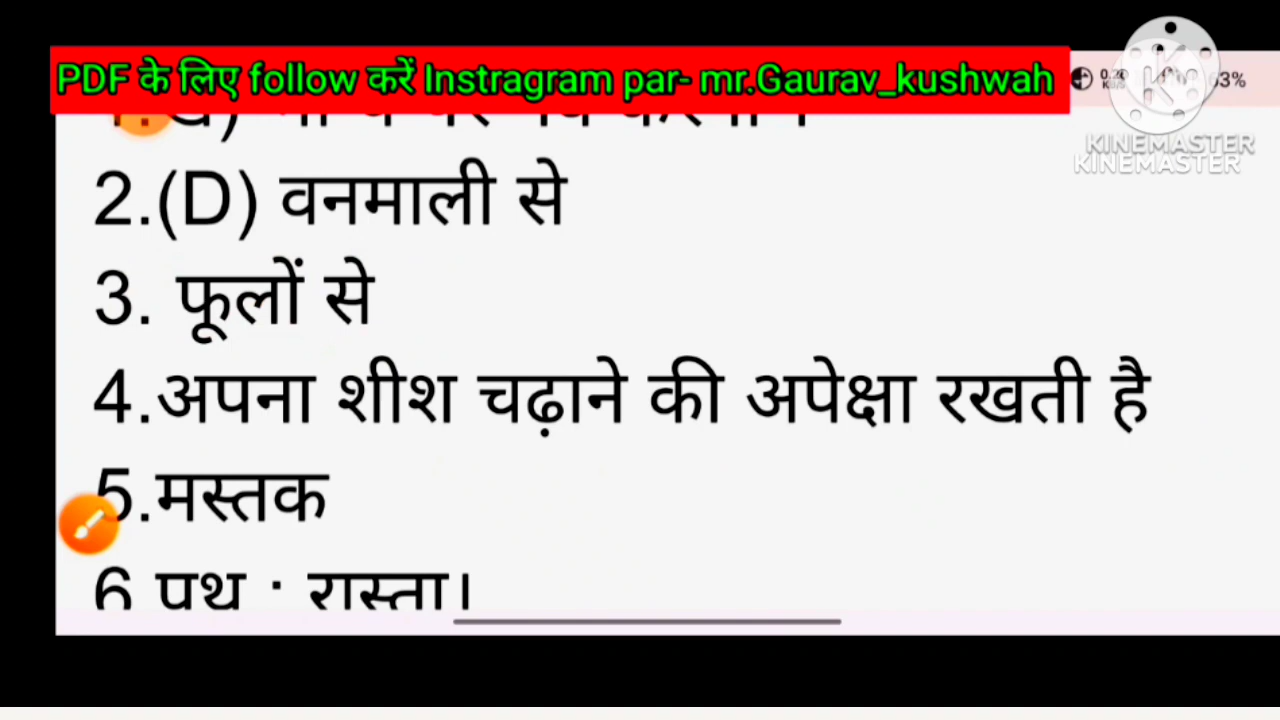 PDF के लिए follow करें Instragram par- mr.Gaurav_kushwah
KINEMASTER
KINEMASTER
2.(D) वनमाली से
3. फूलों से
4.अपना शीश चढ़ाने की अपेक्षा रखती है
5.मस्तक
6 पथ : रास्ता।